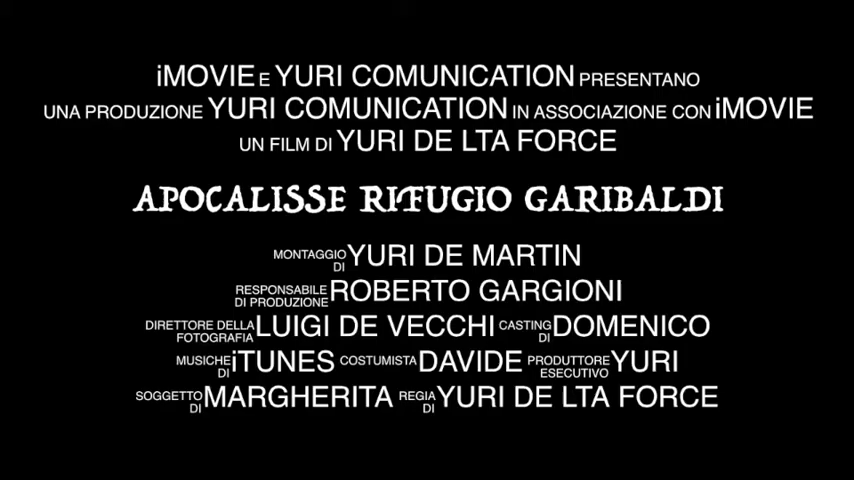 iMOVIE E YURI COMUNICATION PRESENTANO
UNA PRODUZIONE YURI COMUNICATION IN ASSOCIAZIONE CON iMOVIE
UN FILM DI YURI DE LTA FORCE
APOCALISSE RIFUGIO GARIBALDI
MONTAGGIO DI YURI DE MARTIN
RESPONSABILE DI PRODUZIONE ROBERTO GARGIONI
DIRETTORE DELLA FOTOGRAFIA LUIGI DE VECCHI CASTING DI DOMENICO
MUSICHE DI iTUNES COSTUMISTA DAVIDE PRODUTTORE ESECUTIVO YURI
SOGGETTO DI MARGHERITA REGIA DI YURI DE LTA FORCE